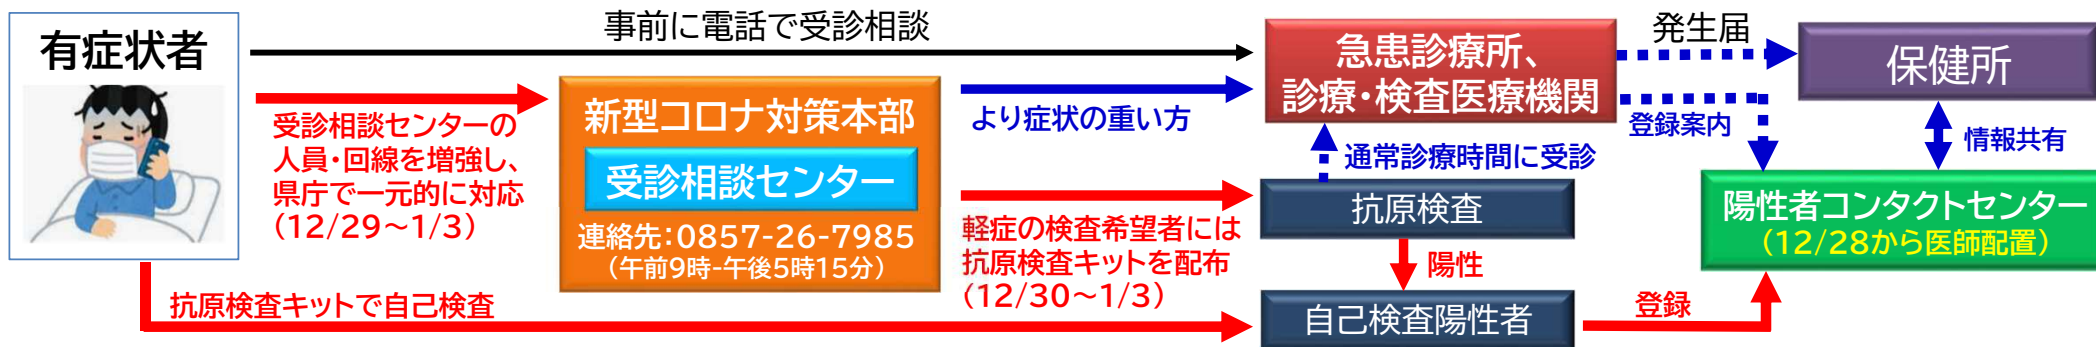 有症状者
事前に電話で受診相談
受診相談センターの
人員・回線を増強し、
県庁で一元的に対応
(12/29～1/3)
新型コロナ対策本部
受診相談センター
連絡先:0857-26-7985
(午前9時-午後5時15分)
より症状の重い方
軽症の検査希望者には
抗原検査キットを配布
(12/30～1/3)
抗原検査キットで自己検査
急患診療所、
診療・検査医療機関
通常診療時間に受診
抗原検査
陽性
自己検査陽性者
発生届
登録案内
保健所
情報共有
陽性者コンタクトセンター
(12/28から医師配置)
登録